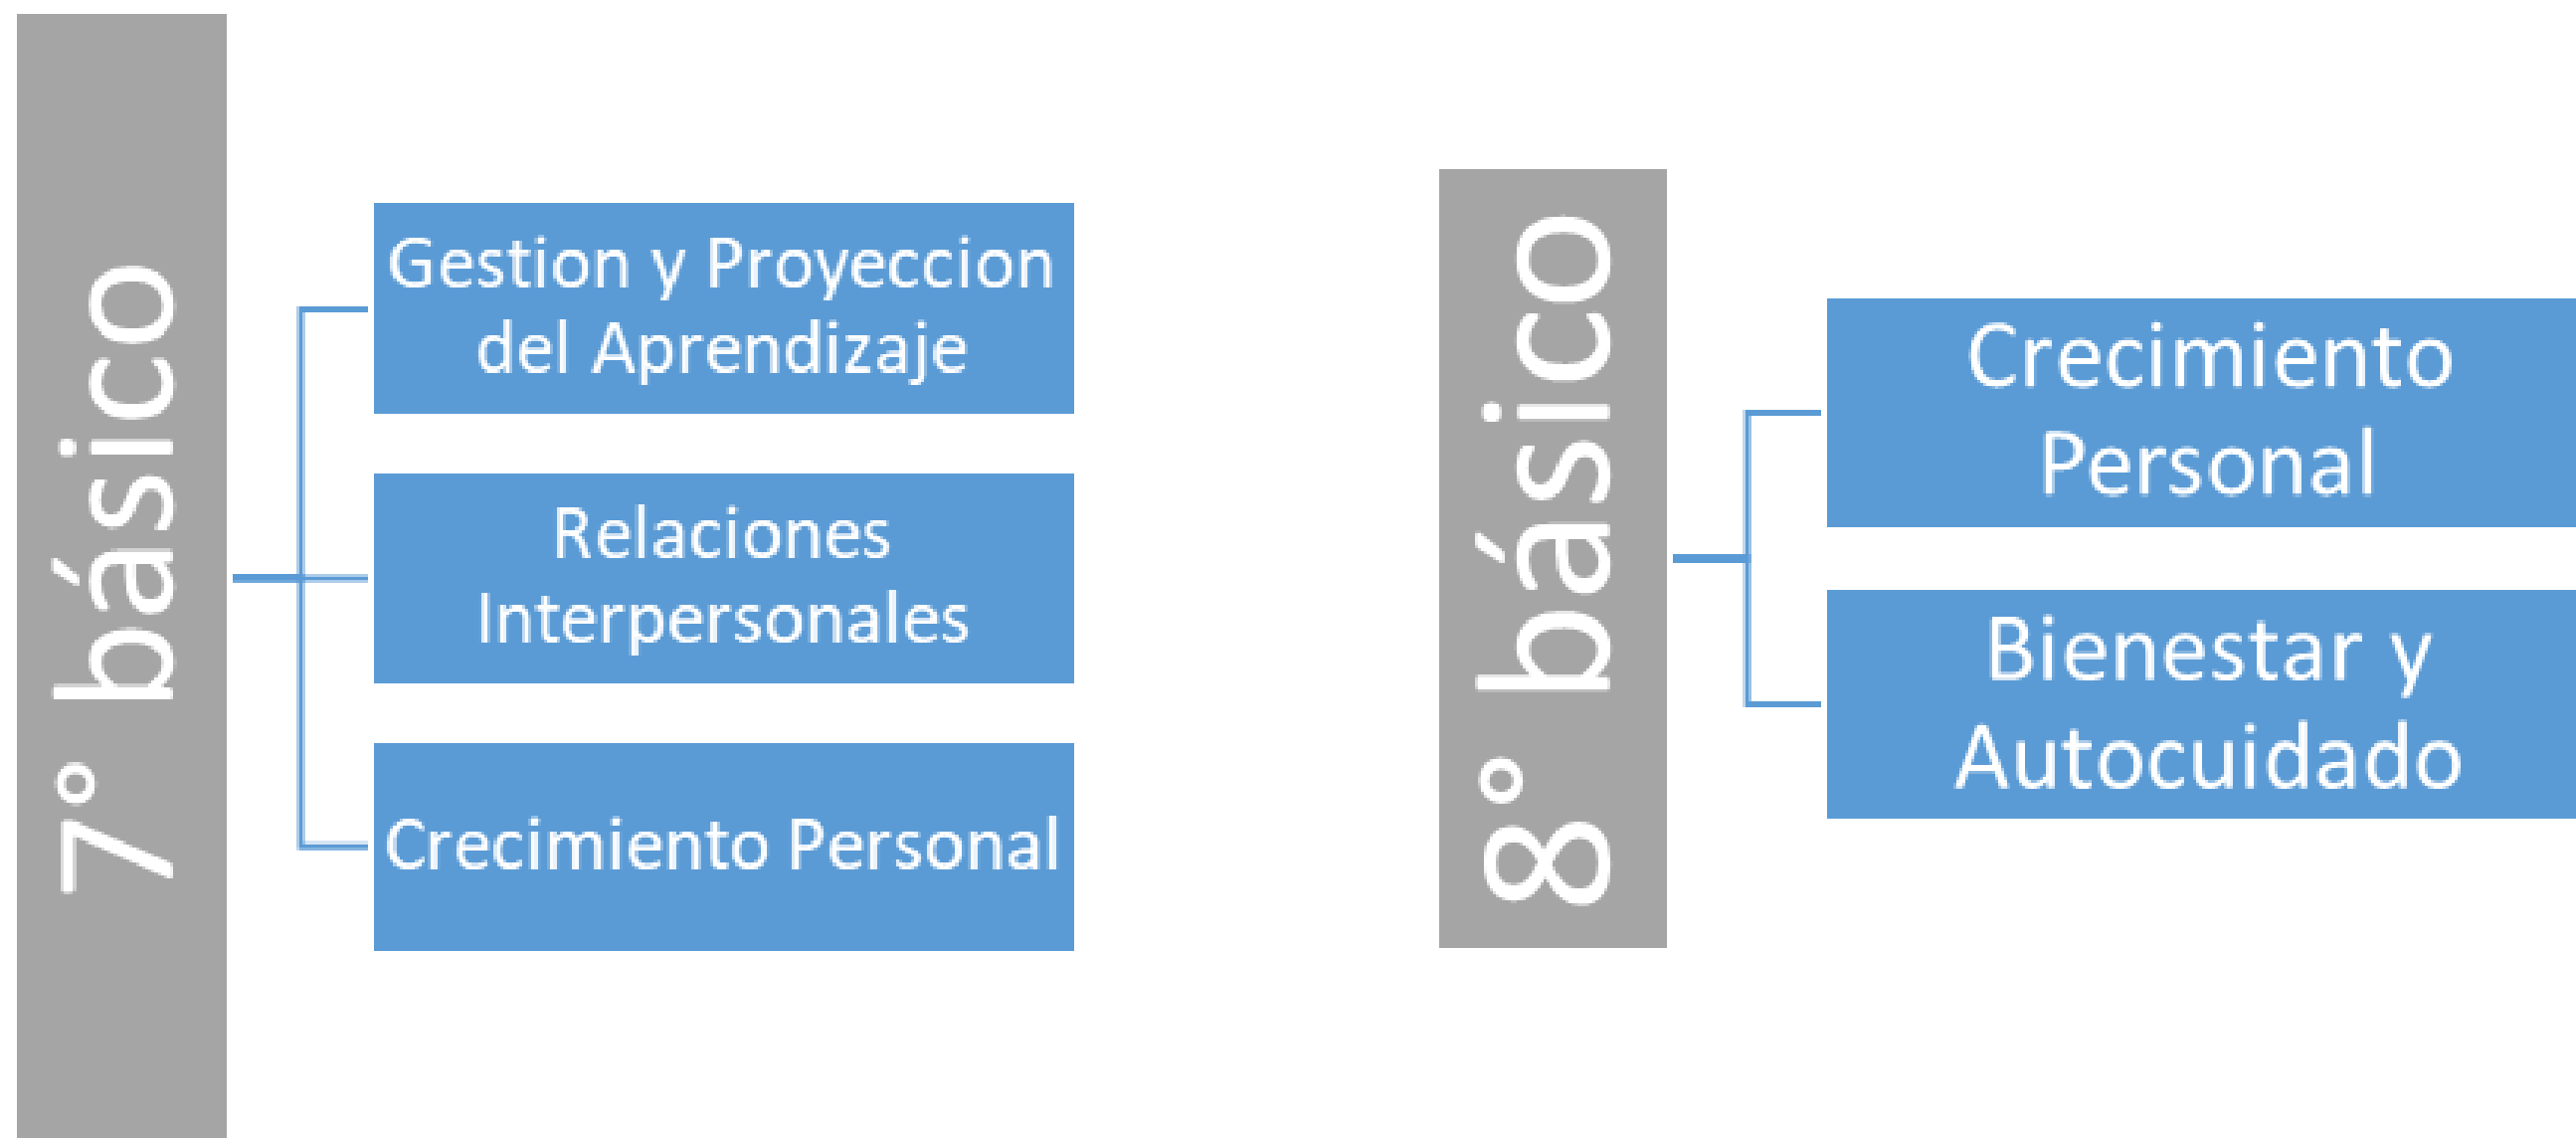 7° básico
Gestion y Proyeccion
del Aprendizaje
Relaciones
Interpersonales
Crecimiento Personal
8° básico
Crecimiento
Personal
Bienestar y
Autocuidado